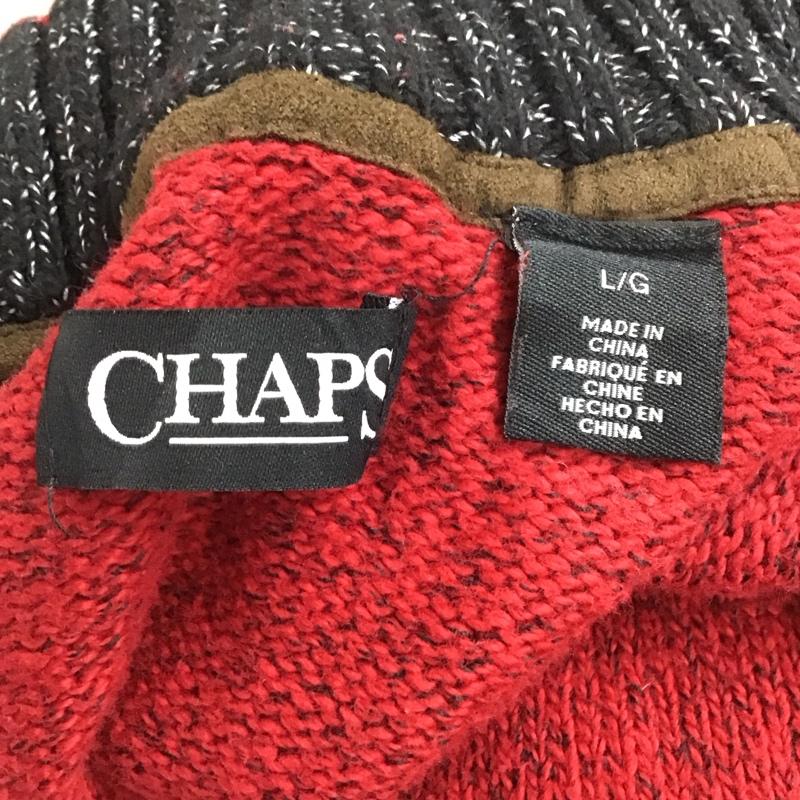 CHAPS
L/G
MADE IN
CHINA
FABRIQUÉ EN
CHINE
HECHO EN
CHINA